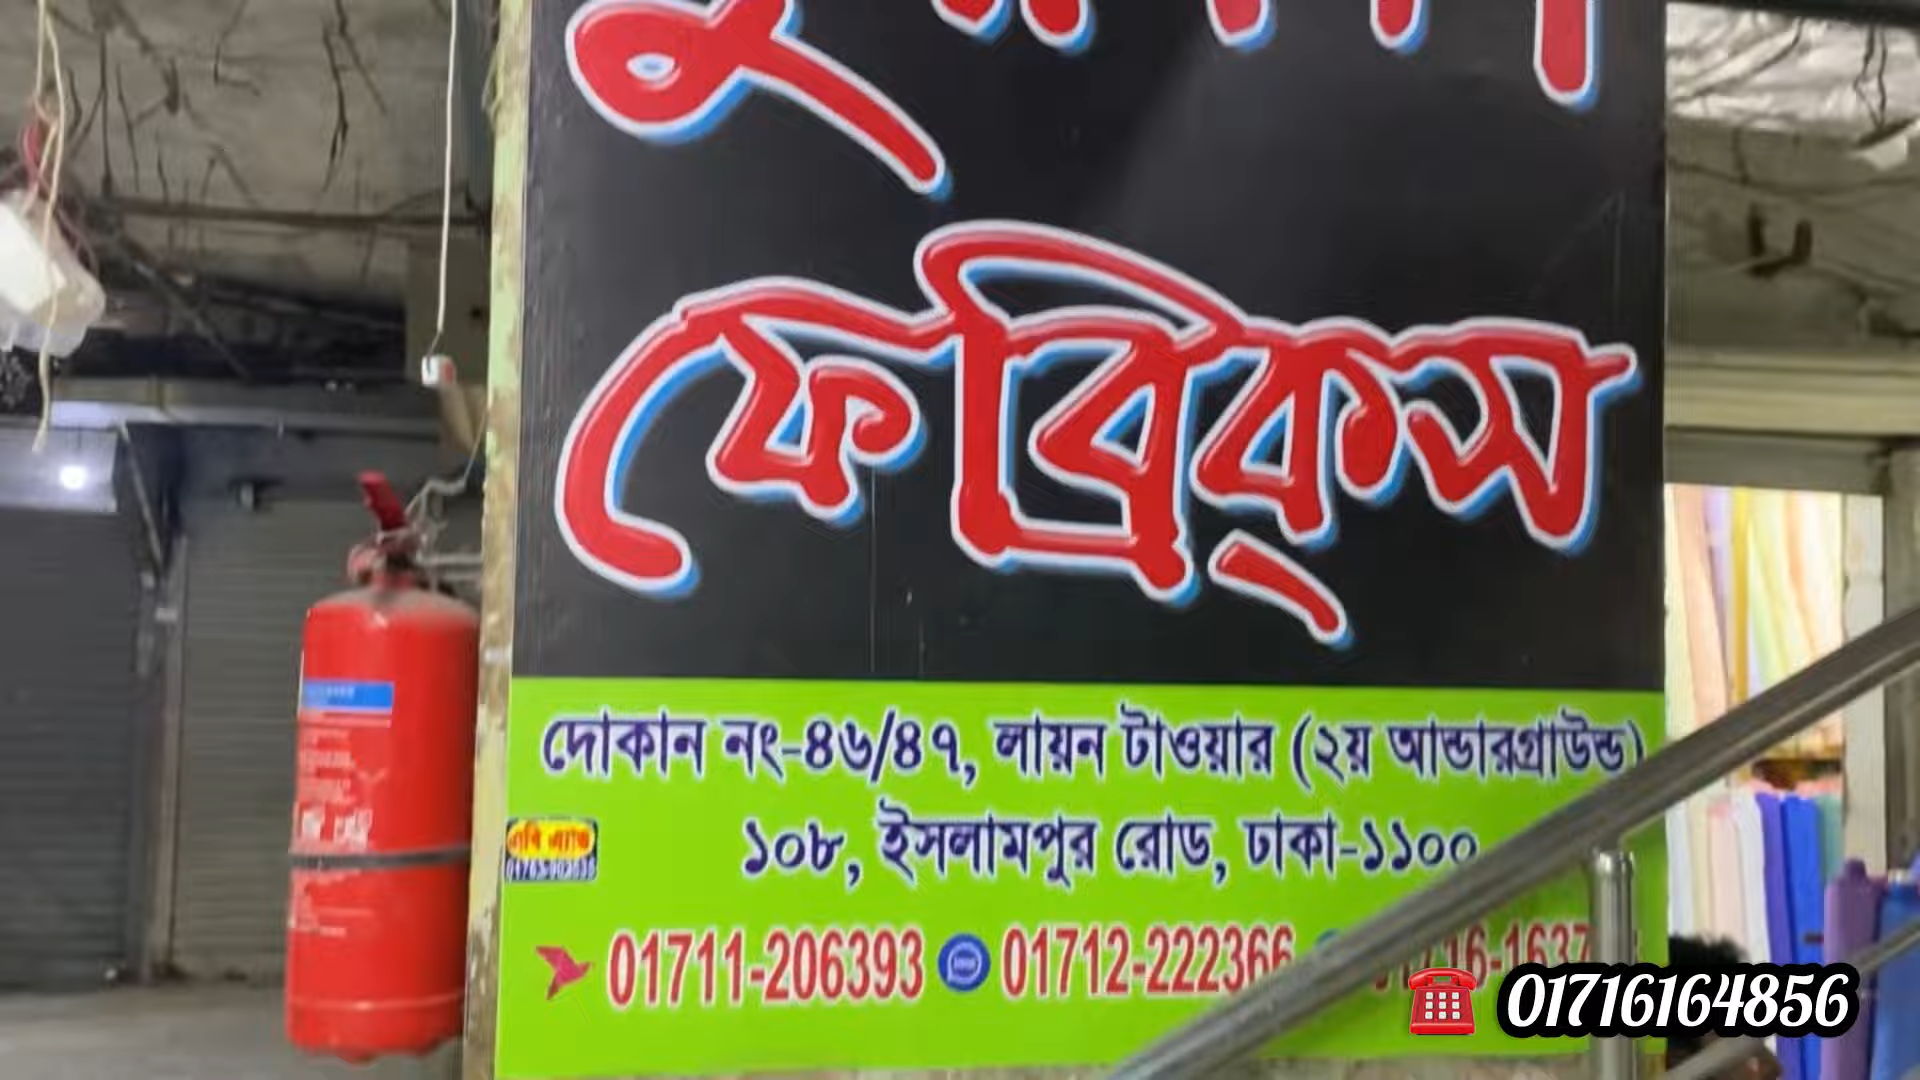 ফেব্রিক্স
দোকান নং-৪৬/৪৭, লায়ন টাওয়ার (২য় আন্ডারগ্রাউন্ড)
১০৮, ইসলামপুর রোড, ঢাকা-১১০০
01711-206393 01712-222366
01716164856